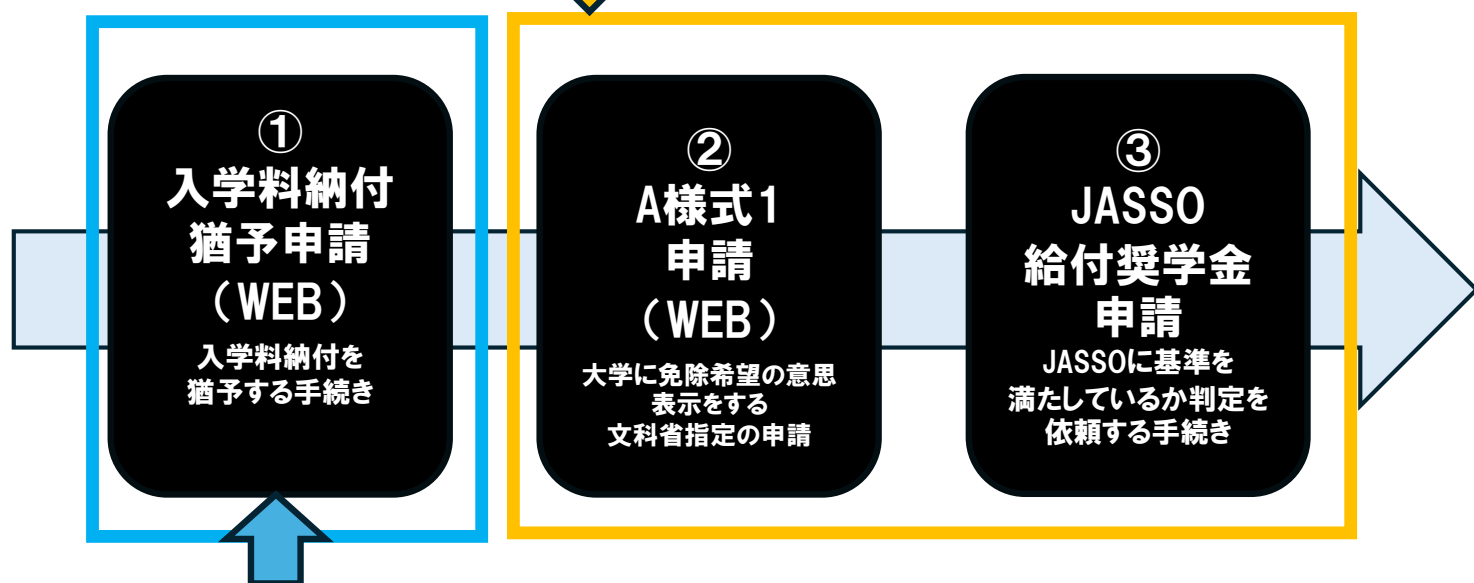 ①
入学料納付
猶予申請
（WEB）
入学料納付を
猶予する手続き
②
A様式1
申請
（WEB）
大学に免除希望の意思
表示をする
文科省指定の申請
③
JASSO
給付奨学金
申請
JASSOに基準を
満たしているか判定を
依頼する手続き